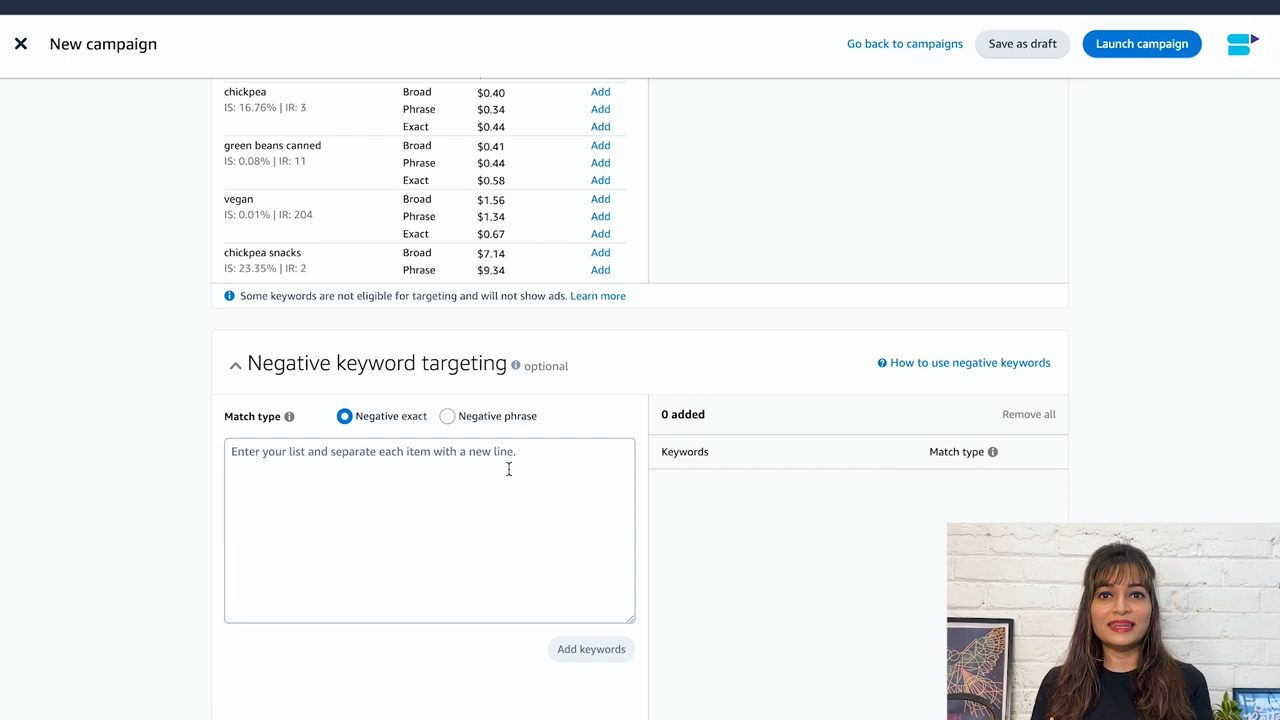 New campaign
Go back to campaigns
Save as draft
Launch campaign
chickpea Broad $0.40 Add
IS: 16.76% | IR: 3 Phrase $0.34 Add
Exact $0.44 Add
green beans canned Broad $0.41 Add
IS: 0.08% | IR: 11 Phrase $0.44 Add
Exact $0.58 Add
vegan Broad $1.56 Add
IS: 0.01% | IR: 204 Phrase $1.34 Add
Exact $0.67 Add
chickpea snacks Broad $7.14 Add
IS: 23.35% | IR: 2 Phrase $9.34 Add
Some keywords are not eligible for targeting and will not show ads. Learn more
Negative keyword targeting optional
How to use negative keywords
Match type Negative exact Negative phrase
Enter your list and separate each item with a new line.
Add keywords
0 added Remove all
Keywords Match type